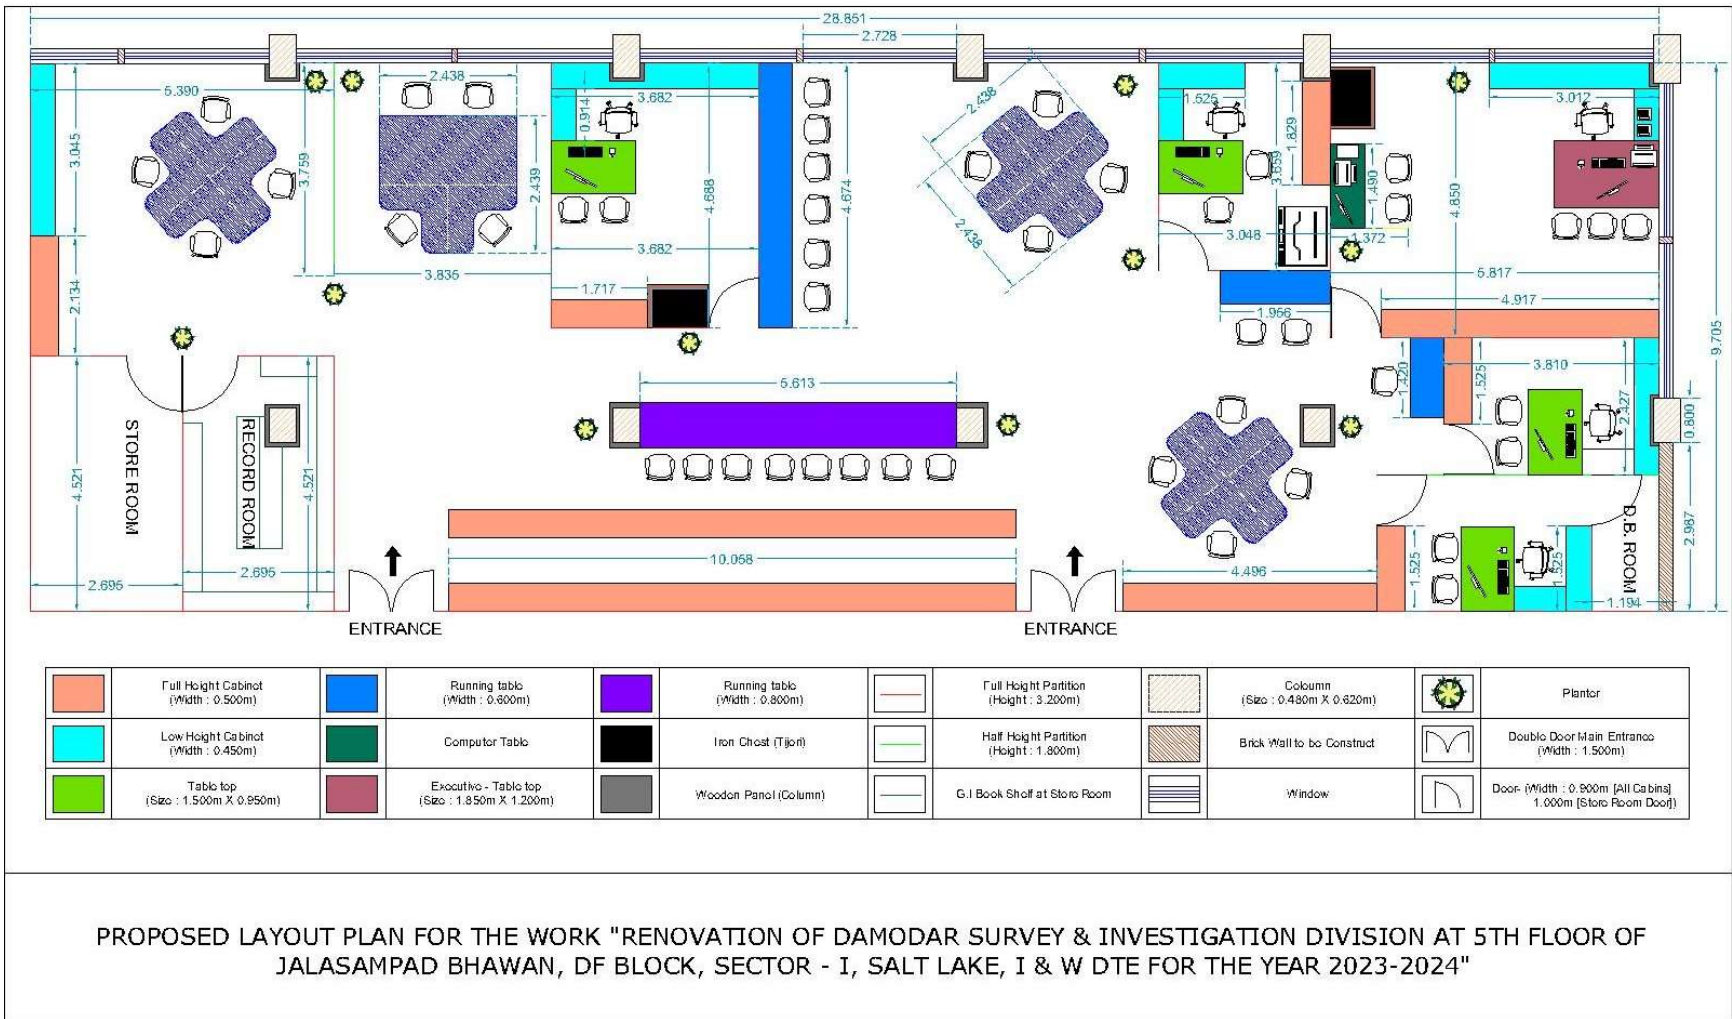 28.851
2.728
5.390
2.438
3.682
2.438
1.525
3.012
3.045
3.759
0.914
2.439
4.688
4.674
1.829
3.659
1.490
4.850
2.438
3.682
3.048
1.372
3.835
5.817
2.134
1.717
1.956
4.917
9.705
5.613
1.420
1.525
3.810
2.427
0.800
STORE ROOM
RECORD ROOM
4.521
4.521
D.B. ROOM
2.987
10.058
4.496
1.525
1.525
2.695
2.695
1.194
ENTRANCE
ENTRANCE
Full Height Cabinet
(Width : 0.500m)
Running table
(Width : 0.600m)
Running table
(Width : 0.800m)
Full Height Partition
(Height : 3.200m)
Coloumn
(Size : 0.480m X 0.620m)
Planter
Low Height Cabinet
(Width : 0.450m)
Computer Table
Iron Chest (Tijori)
Half Height Partition
(Height : 1.800m)
Brick Wall to be Construct
Double Door Main Entrance
(Width : 1.500m)
Table top
(Size : 1.500m X 0.950m)
Executive - Table top
(Size : 1.850m X 1.200m)
Wooden Panel (Column)
G.I Book Shelf at Store Room
Window
Door- (Width : 0.900m [All Cabins]
1.000m [Store Room Door])
PROPOSED LAYOUT PLAN FOR THE WORK "RENOVATION OF DAMODAR SURVEY & INVESTIGATION DIVISION AT 5TH FLOOR OF
JALASAMPAD BHAWAN, DF BLOCK, SECTOR - I, SALT LAKE, I & W DTE FOR THE YEAR 2023-2024"